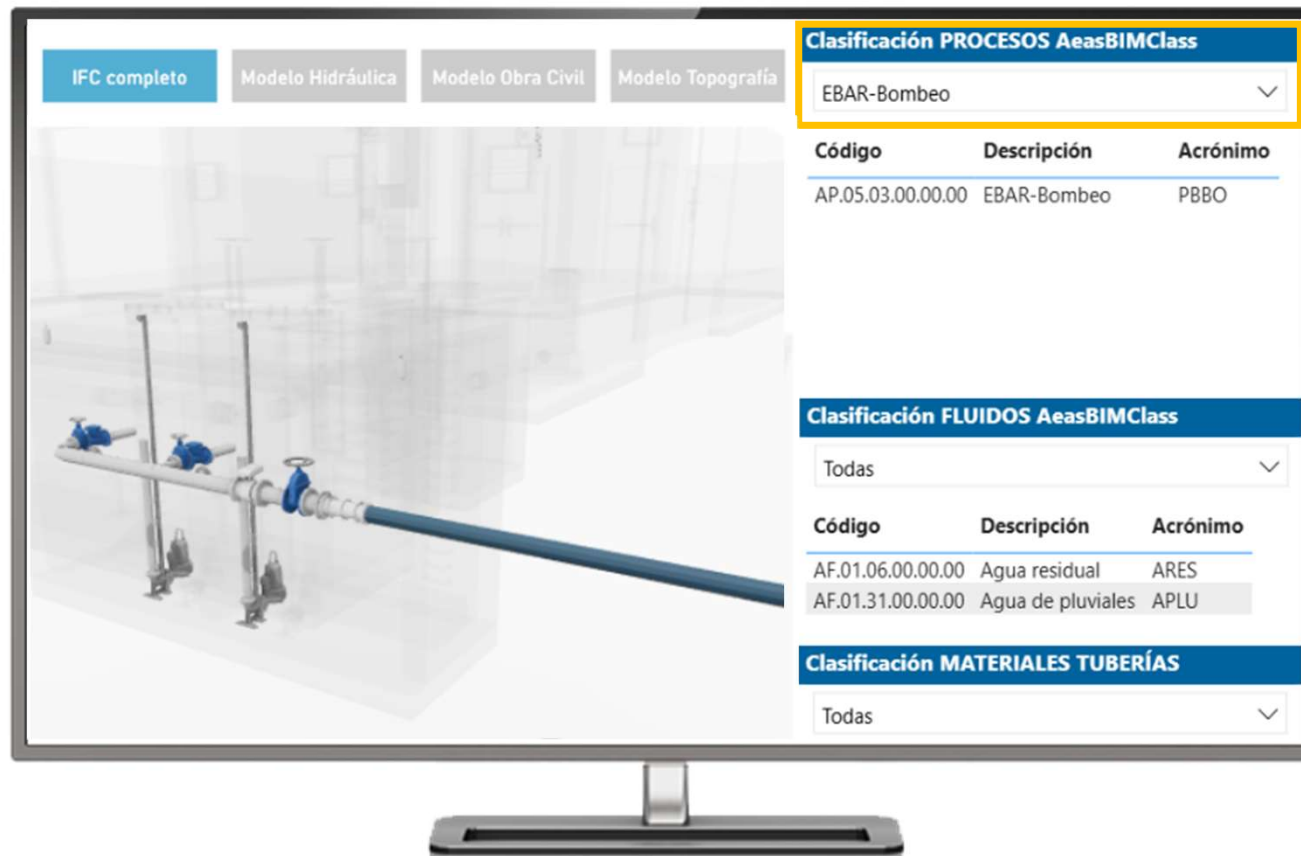 IFC completo
Modelo Hidráulica
Modelo Obra Civil
Modelo Topografía
Clasificación PROCESOS AeasBIMClass
EBAR-Bombeo
Código Descripción Acrónimo
AP.05.03.00.00.00 EBAR-Bombeo PBBO
Clasificación FLUIDOS AeasBIMClass
Todas
Código Descripción Acrónimo
AF.01.06.00.00.00 Agua residual ARES
AF.01.31.00.00.00 Agua de pluviales APLU
Clasificación MATERIALES TUBERÍAS
Todas